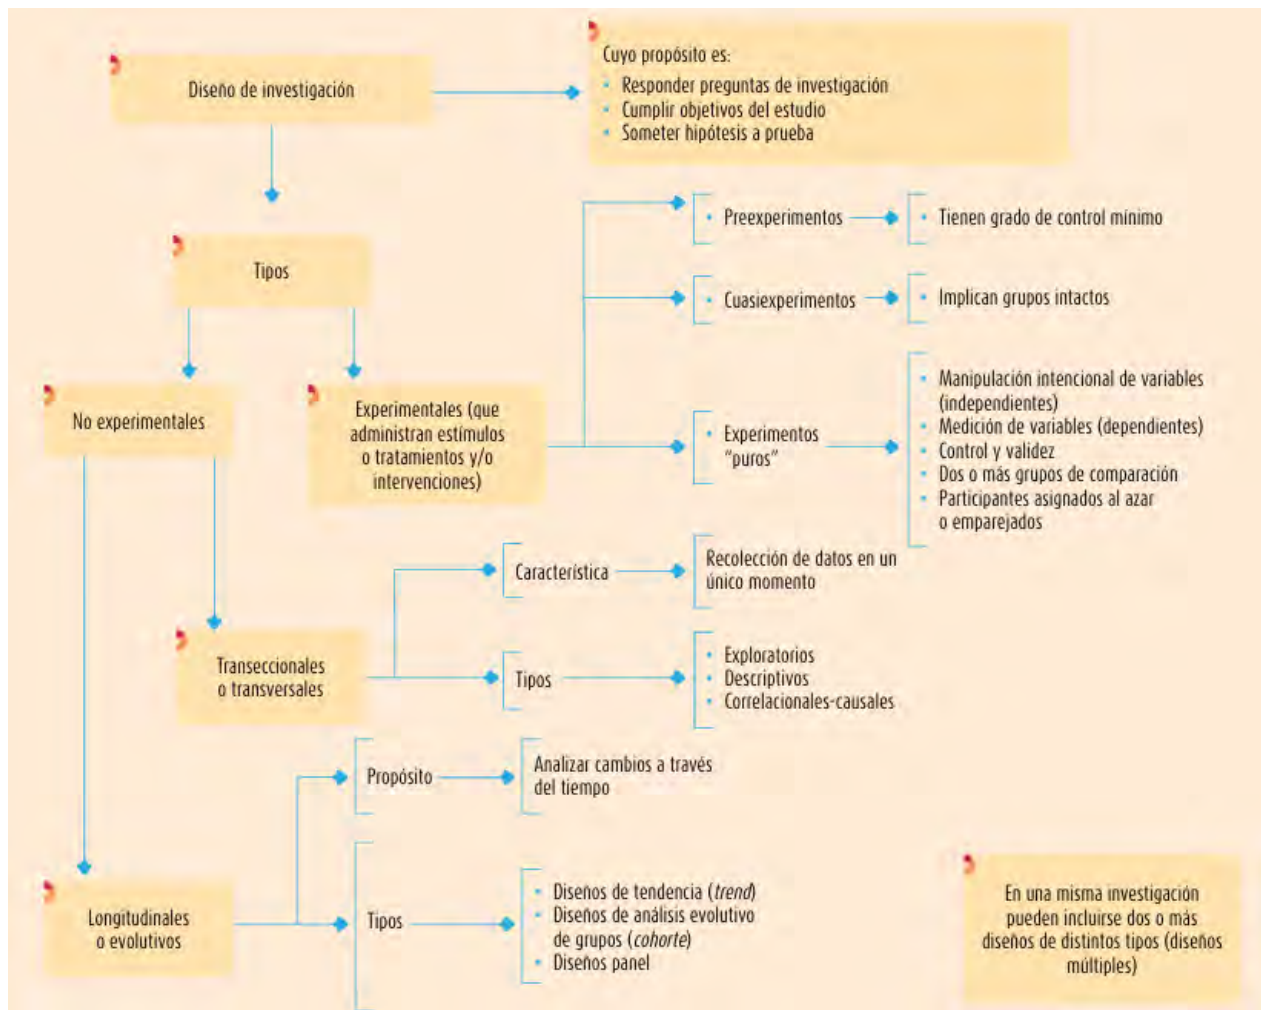 Diseño de investigación
Cuyo propósito es:
• Responder preguntas de investigación
• Cumplir objetivos del estudio
• Someter hipótesis a prueba
Tipos
No experimentales
Experimentales (que
administran estímulos
o tratamientos y/o
intervenciones)
• Preexperimentos
• Tienen grado de control mínimo
• Cuasiexperimentos
• Implican grupos intactos
• Experimentos
"puros"
• Manipulación intencional de variables
(independientes)
• Medición de variables (dependientes)
• Control y validez
• Dos o más grupos de comparación
• Participantes asignados al azar
o emparejados
Transeccionales
o transversales
Característica
Recolección de datos en un
único momento
Tipos
• Exploratorios
• Descriptivos
• Correlacionales-causales
Longitudinales
o evolutivos
Propósito
Analizar cambios a través
del tiempo
Tipos
• Diseños de tendencia (trend)
• Diseños de análisis evolutivo
de grupos (cohorte)
• Diseños panel
En una misma investigación
pueden incluirse dos o más
diseños de distintos tipos (diseños
múltiples)